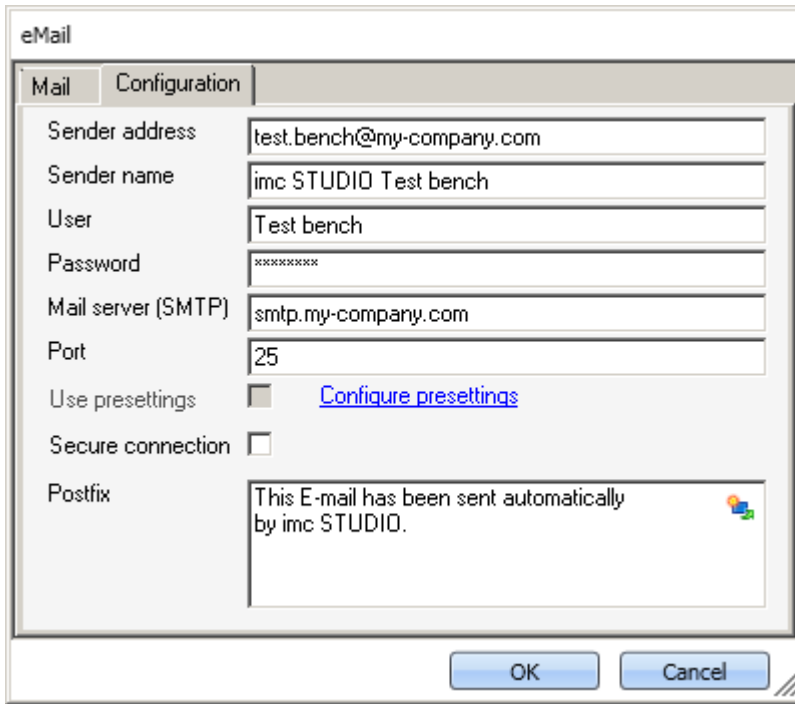 eMail
Mail Configuration
Sender address test.bench@my-company.com
Sender name imc STUDIO Test bench
User Test bench
Password ********
Mail server (SMTP) smtp.my-company.com
Port 25
Use presettings Configure presettings
Secure connection
Postfix This E-mail has been sent automatically
by imc STUDIO.
OK Cancel